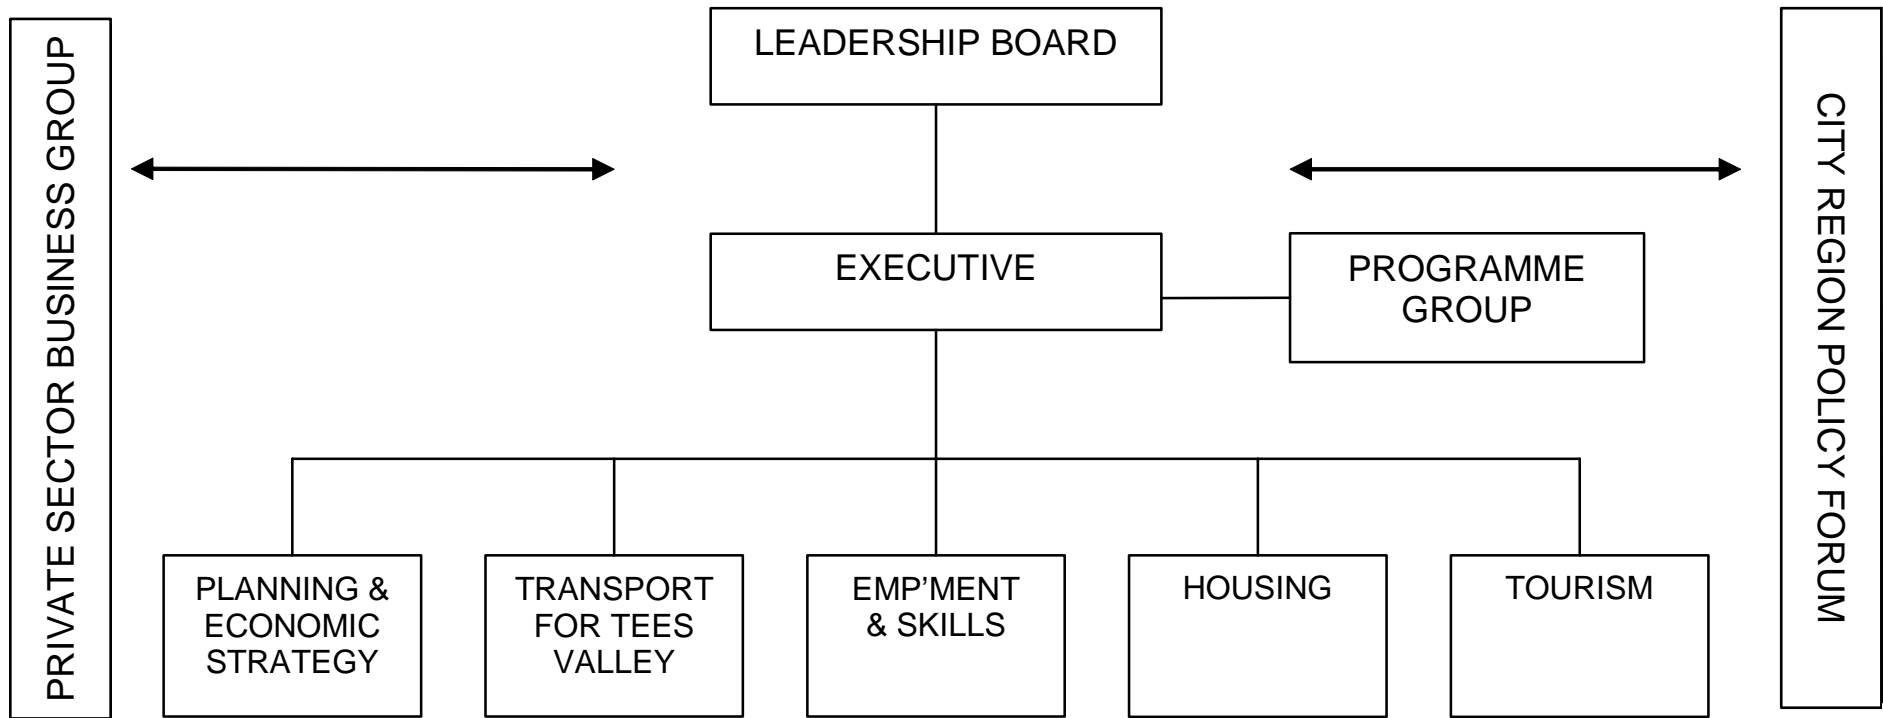 PRIVATE SECTOR BUSINESS GROUP
LEADERSHIP BOARD
CITY REGION POLICY FORUM
EXECUTIVE
PROGRAMME
GROUP
PLANNING &
ECONOMIC
STRATEGY
TRANSPORT
FOR TEES
VALLEY
EMP’MENT
& SKILLS
HOUSING
TOURISM